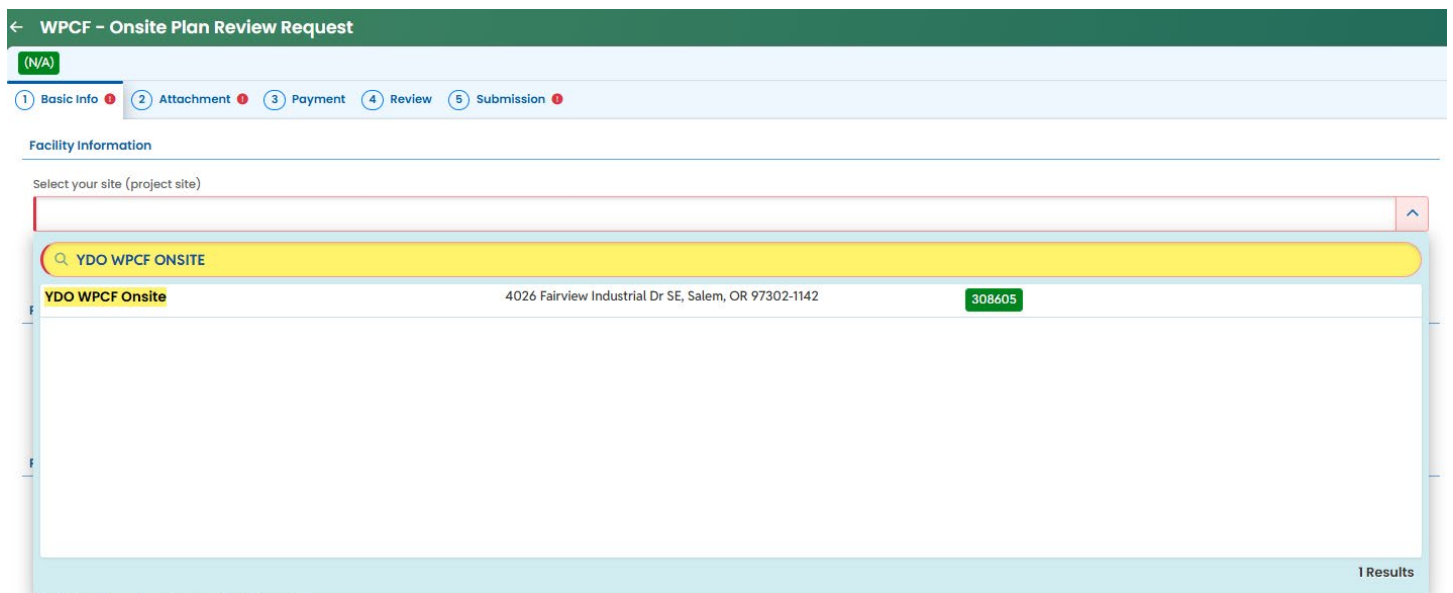 ← WPCF - Onsite Plan Review Request
(N/A)
1 Basic Info ! 2 Attachment ! 3 Payment 4 Review 5 Submission !
Facility Information
Select your site (project site)
YDO WPCF ONSITE
YDO WPCF Onsite 4026 Fairview Industrial Dr SE, Salem, OR 97302-1142 308605
1 Results